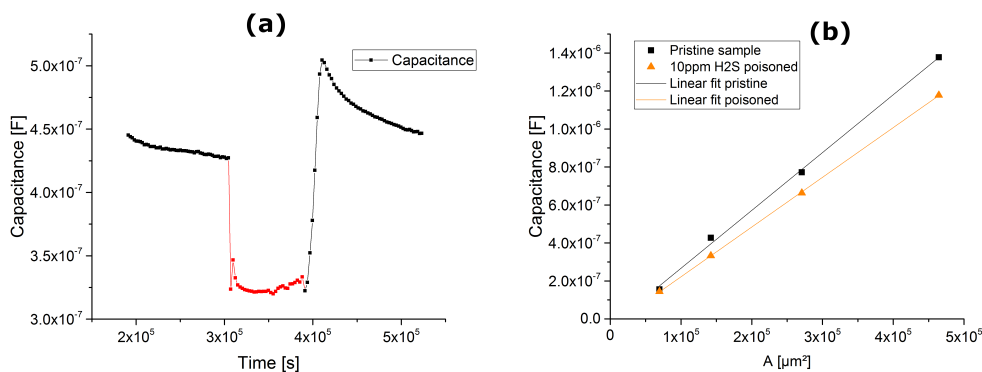 (a)
Capacitance
5.0x10⁻⁷
4.5x10⁻⁷
4.0x10⁻⁷
3.5x10⁻⁷
3.0x10⁻⁷
Capacitance [F]
2x10⁵ 3x10⁵ 4x10⁵ 5x10⁵
Time [s]
(b)
Pristine sample
10ppm H2S poisoned
Linear fit pristine
Linear fit poisoned
1.4x10⁻⁶
1.2x10⁻⁶
1.0x10⁻⁶
8.0x10⁻⁷
6.0x10⁻⁷
4.0x10⁻⁷
2.0x10⁻⁷
0.0
Capacitance [F]
0 1x10⁵ 2x10⁵ 3x10⁵ 4x10⁵ 5x10⁵
A [µm²]